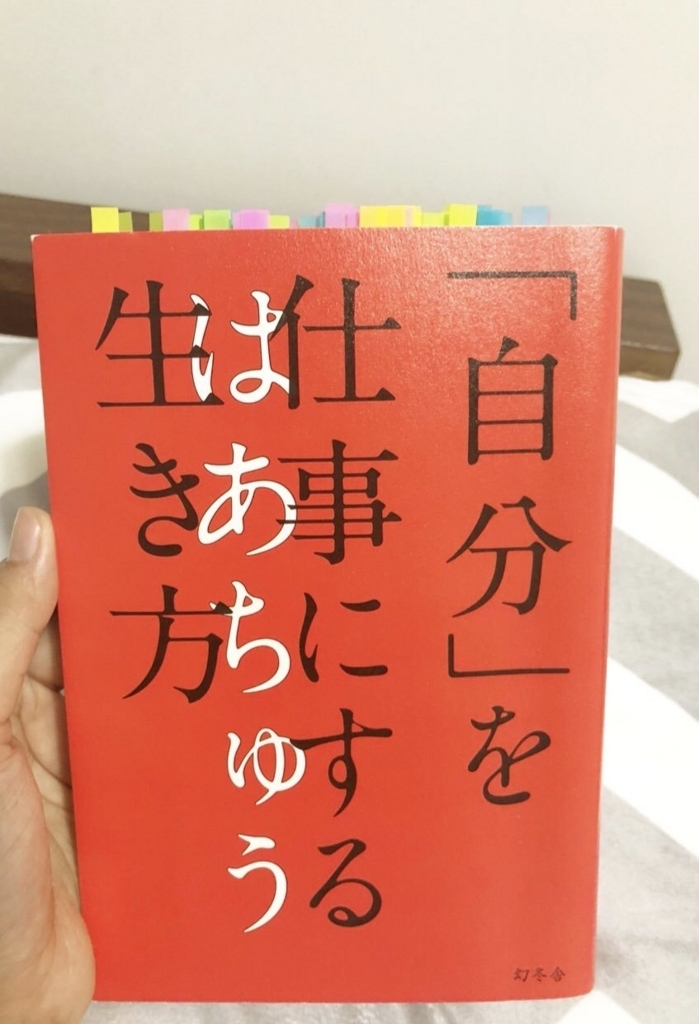 「自分」を
仕事にする
生き方
はあちゅう
幻冬舎